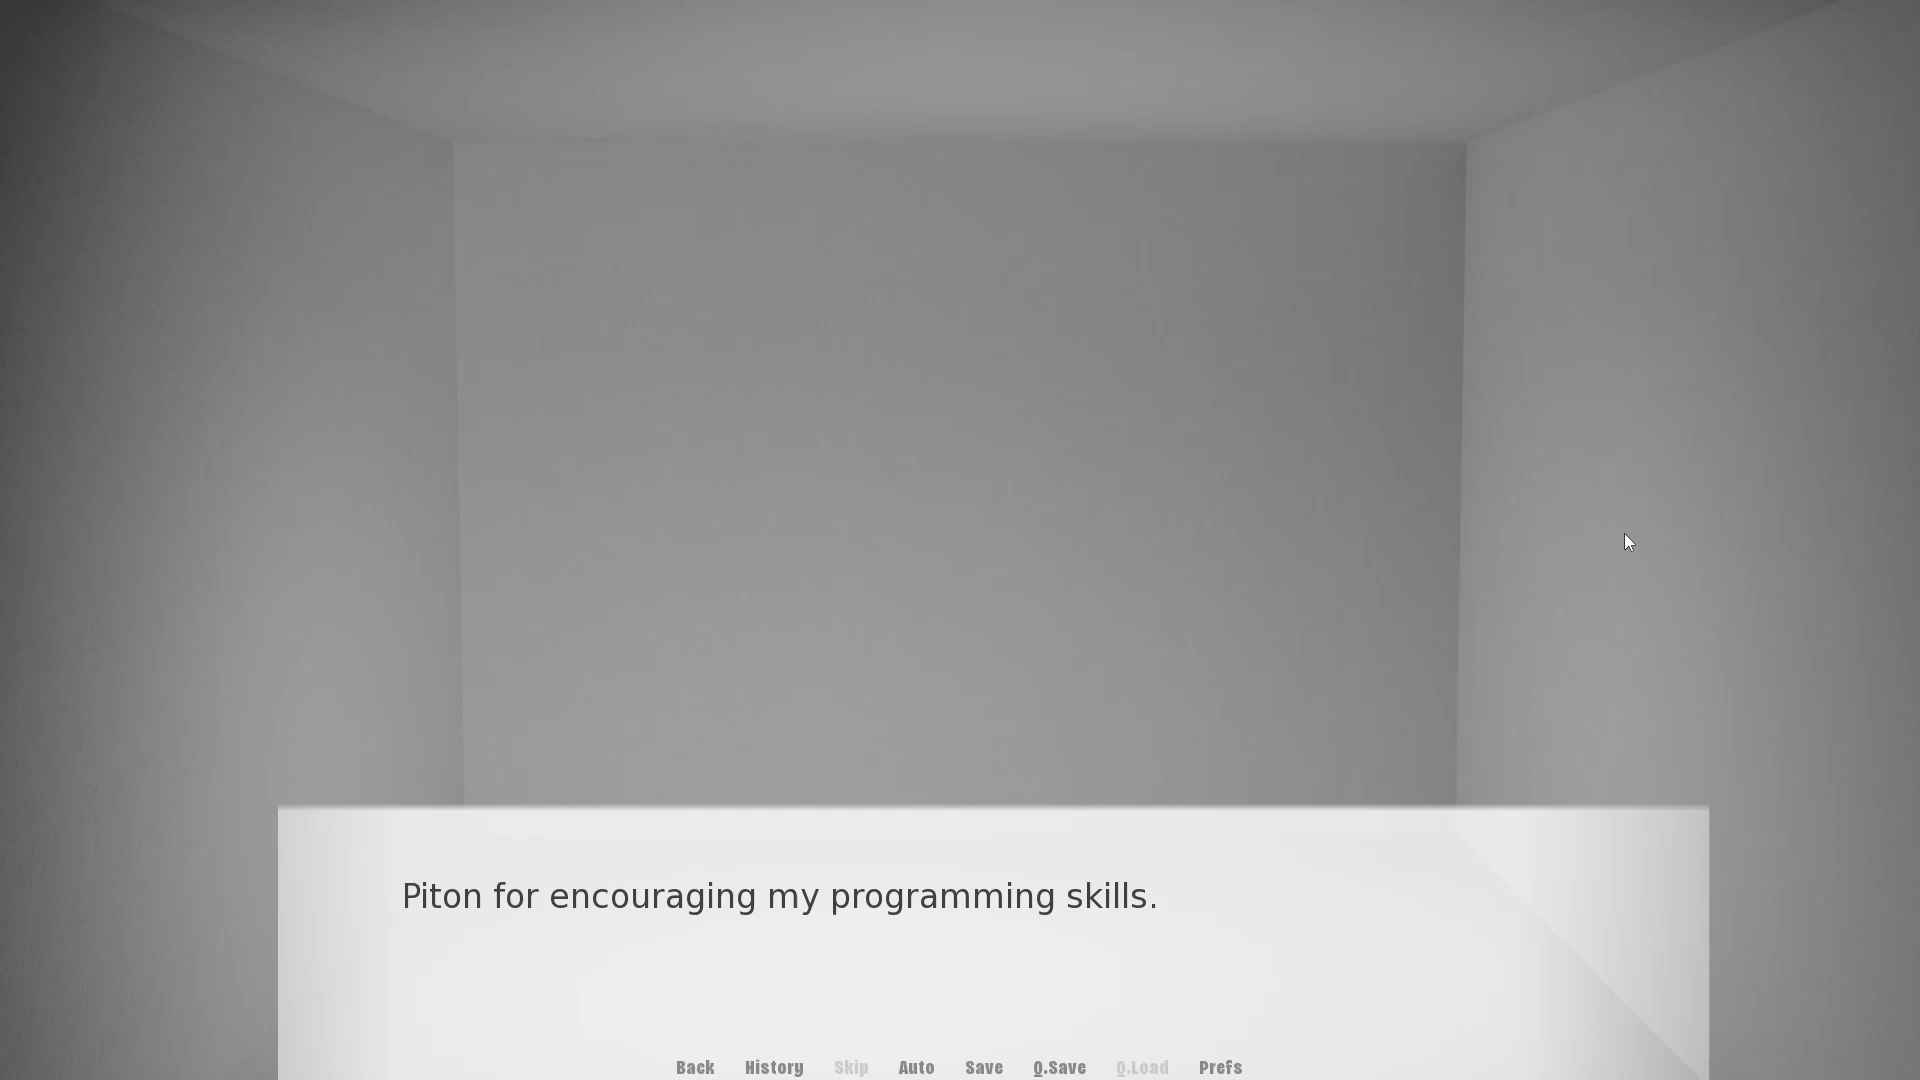 Piton for encouraging my programming skills.
Back History Skip Auto Save Q.Save Q.Load Prefs